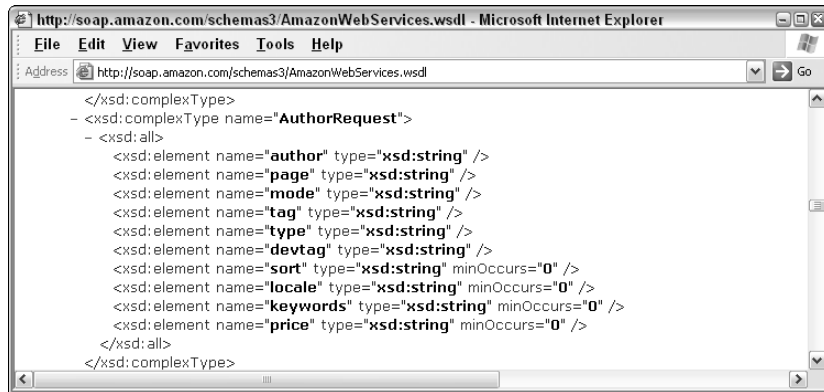 http://soap.amazon.com/schemas3/AmazonWebServices.wsdl - Microsoft Internet Explorer
File Edit View Favorites Tools Help
Address http://soap.amazon.com/schemas3/AmazonWebServices.wsdl Go
</xsd:complexType>
– <xsd:complexType name="AuthorRequest">
– <xsd:all>
<xsd:element name="author" type="xsd:string" />
<xsd:element name="page" type="xsd:string" />
<xsd:element name="mode" type="xsd:string" />
<xsd:element name="tag" type="xsd:string" />
<xsd:element name="type" type="xsd:string" />
<xsd:element name="devtag" type="xsd:string" />
<xsd:element name="sort" type="xsd:string" minOccurs="0" />
<xsd:element name="locale" type="xsd:string" minOccurs="0" />
<xsd:element name="keywords" type="xsd:string" minOccurs="0" />
<xsd:element name="price" type="xsd:string" minOccurs="0" />
</xsd:all>
</xsd:complexType>